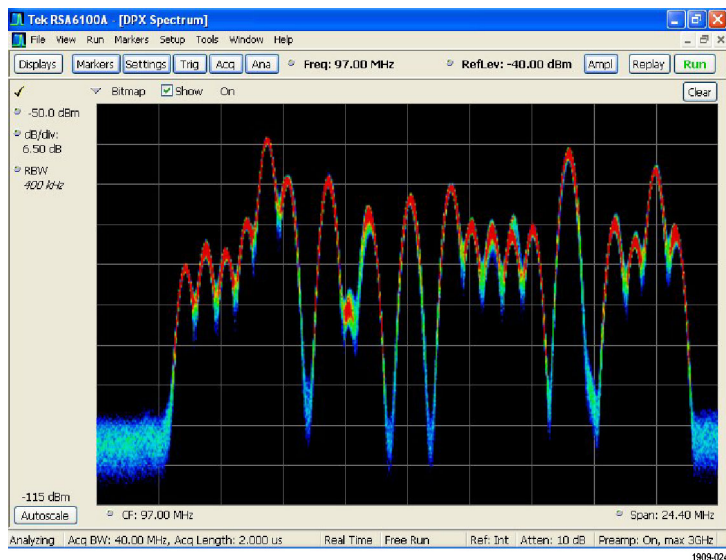 Tek RSA6100A - [DPX Spectrum]
File View Run Markers Setup Tools Window Help
Displays Markers Settings Trig Acq Ana Freq: 97.00 MHz RefLev: -40.00 dBm Ampl Replay Run
Bitmap Show On Clear
-50.0 dBm
dB/div:
6.50 dB
RBW
400 kHz
-115 dBm
Autoscale CF: 97.00 MHz Span: 24.40 MHz
Analyzing Acq BW: 40.00 MHz, Acq Length: 2.000 us Real Time Free Run Ref: Int Atten: 10 dB Preamp: On, max 3GHz